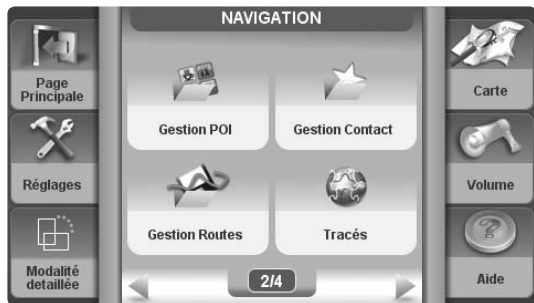 NAVIGATION
Page
Principale
Gestion POI
Gestion Contact
Carte
Réglages
Volume
Gestion Routes
Tracés
Modalité
detaillée
2/4
Aide